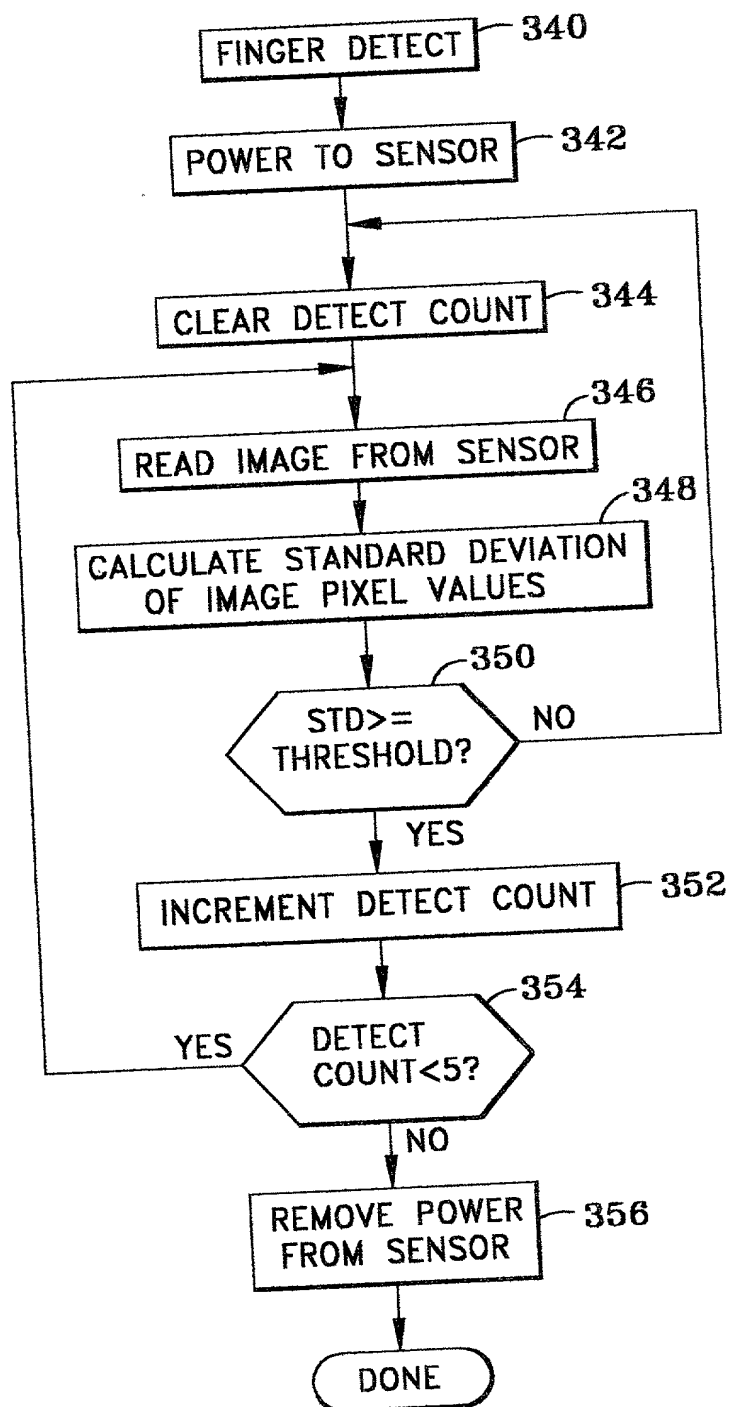 FINGER DETECT
340
POWER TO SENSOR
342
CLEAR DETECT COUNT
344
READ IMAGE FROM SENSOR
346
CALCULATE STANDARD DEVIATION
OF IMAGE PIXEL VALUES
348
STD>=
THRESHOLD?
350
NO
YES
INCREMENT DETECT COUNT
352
DETECT
COUNT<5?
354
YES
NO
REMOVE POWER
FROM SENSOR
356
DONE